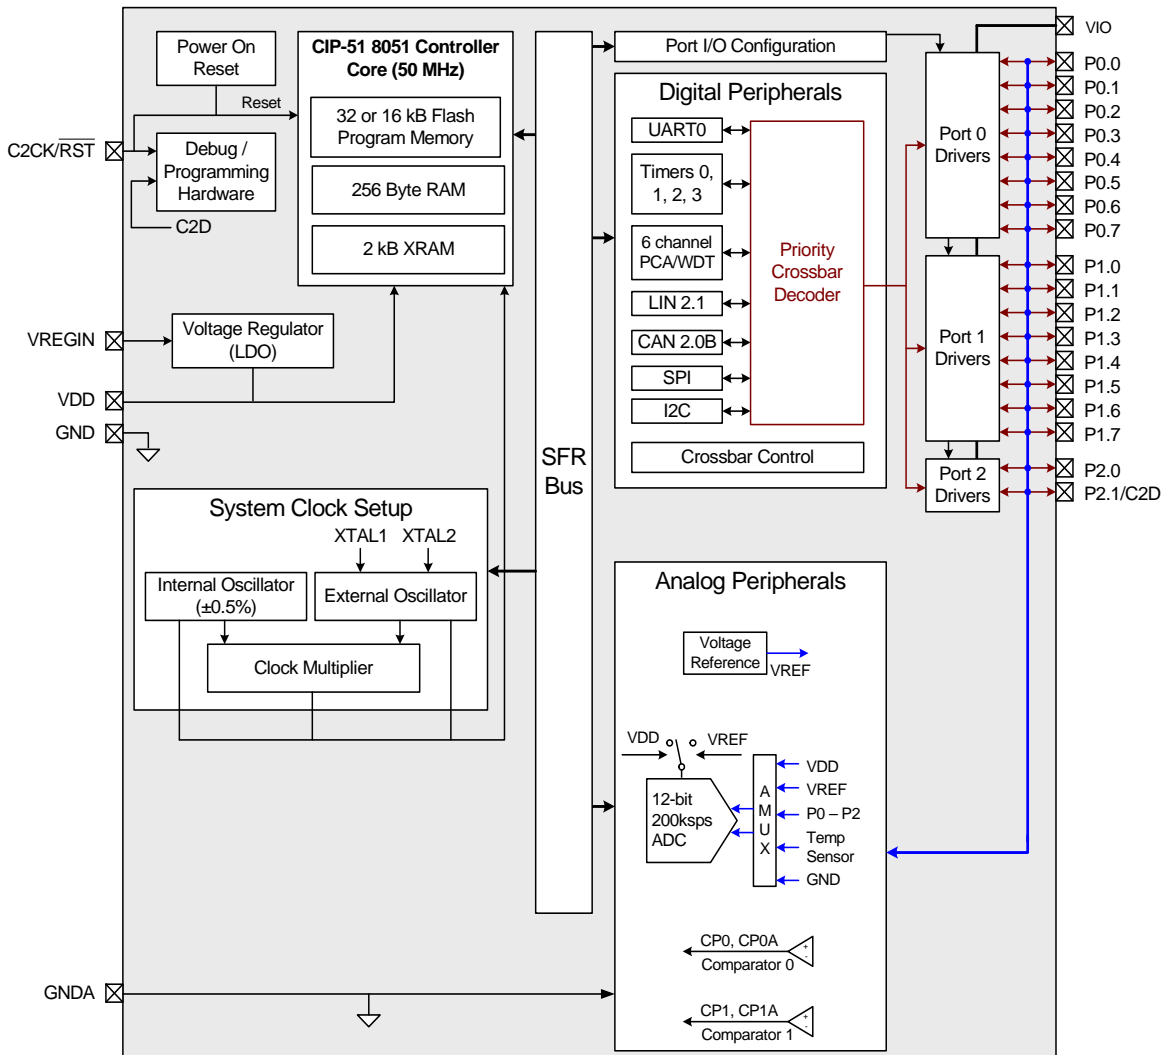 Power On
Reset
Reset
C2CK/RST
Debug /
Programming
Hardware
C2D
CIP-51 8051 Controller
Core (50 MHz)
32 or 16 kB Flash
Program Memory
256 Byte RAM
2 kB XRAM
VREGIN
Voltage Regulator
(LDO)
VDD
GND
System Clock Setup
XTAL1 XTAL2
Internal Oscillator
(±0.5%)
External Oscillator
Clock Multiplier
GNDA
SFR
Bus
Port I/O Configuration
Digital Peripherals
UART0
Timers 0,
1, 2, 3
6 channel
PCA/WDT
LIN 2.1
CAN 2.0B
SPI
I2C
Priority
Crossbar
Decoder
Crossbar Control
Port 0
Drivers
Port 1
Drivers
Port 2
Drivers
VIO
P0.0
P0.1
P0.2
P0.3
P0.4
P0.5
P0.6
P0.7
P1.0
P1.1
P1.2
P1.3
P1.4
P1.5
P1.6
P1.7
P2.0
P2.1/C2D
Analog Peripherals
Voltage
Reference
VREF
VDD
VREF
12-bit
200ksps
ADC
A
M
U
X
VDD
VREF
P0 – P2
Temp
Sensor
GND
CP0, CP0A
+
-
Comparator 0
CP1, CP1A
+
-
Comparator 1